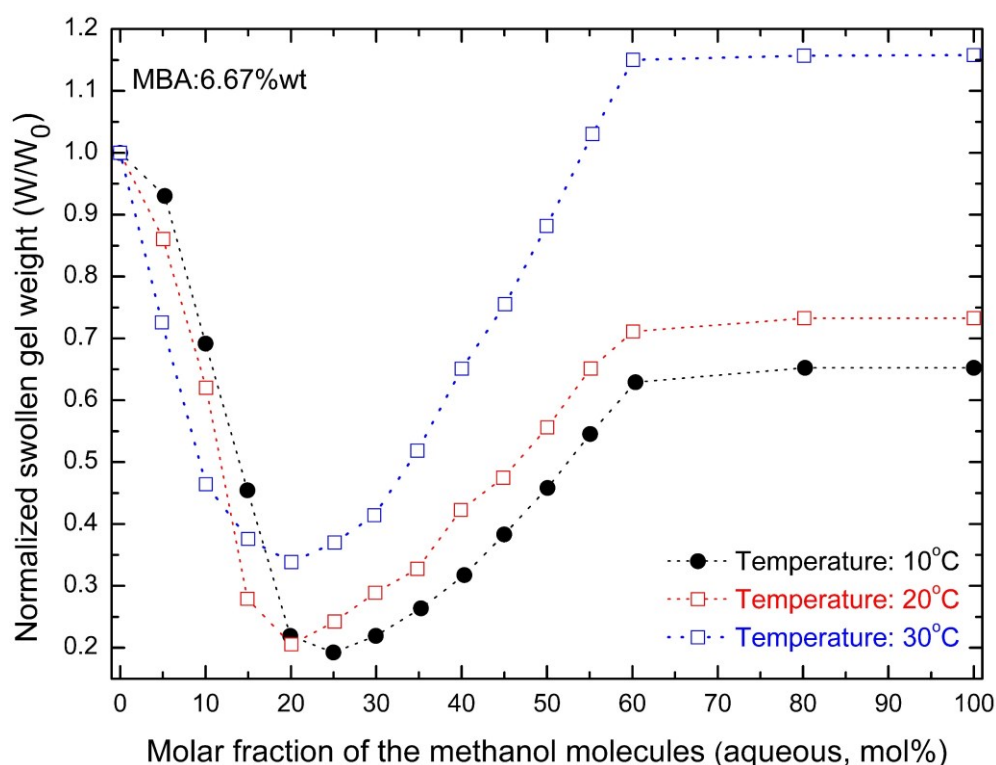 1.2
1.0
0.9
0.8
0.7
0.6
0.5
0.4
0.3
0.2
Normalized swollen gel weight (W/W₀)
MBA:6.67%wt
Temperature: 10°C
Temperature: 20°C
Temperature: 30°C
0 10 20 30 40 50 60 70 80 90 100
Molar fraction of the methanol molecules (aqueous, mol%)